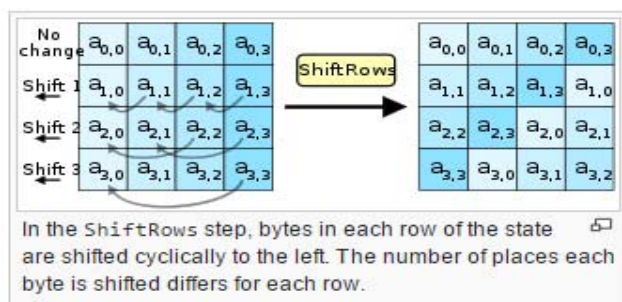 No
change
a0,0 a0,1 a0,2 a0,3
Shift 1 a1,0 a1,1 a1,2 a1,3
Shift 2 a2,0 a2,1 a2,2 a2,3
Shift 3 a3,0 a3,1 a3,2 a3,3
ShiftRows
a0,0 a0,1 a0,2 a0,3
a1,1 a1,2 a1,3 a1,0
a2,2 a2,3 a2,0 a2,1
a3,3 a3,0 a3,1 a3,2
In the ShiftRows step, bytes in each row of the state
are shifted cyclically to the left. The number of places each
byte is shifted differs for each row.